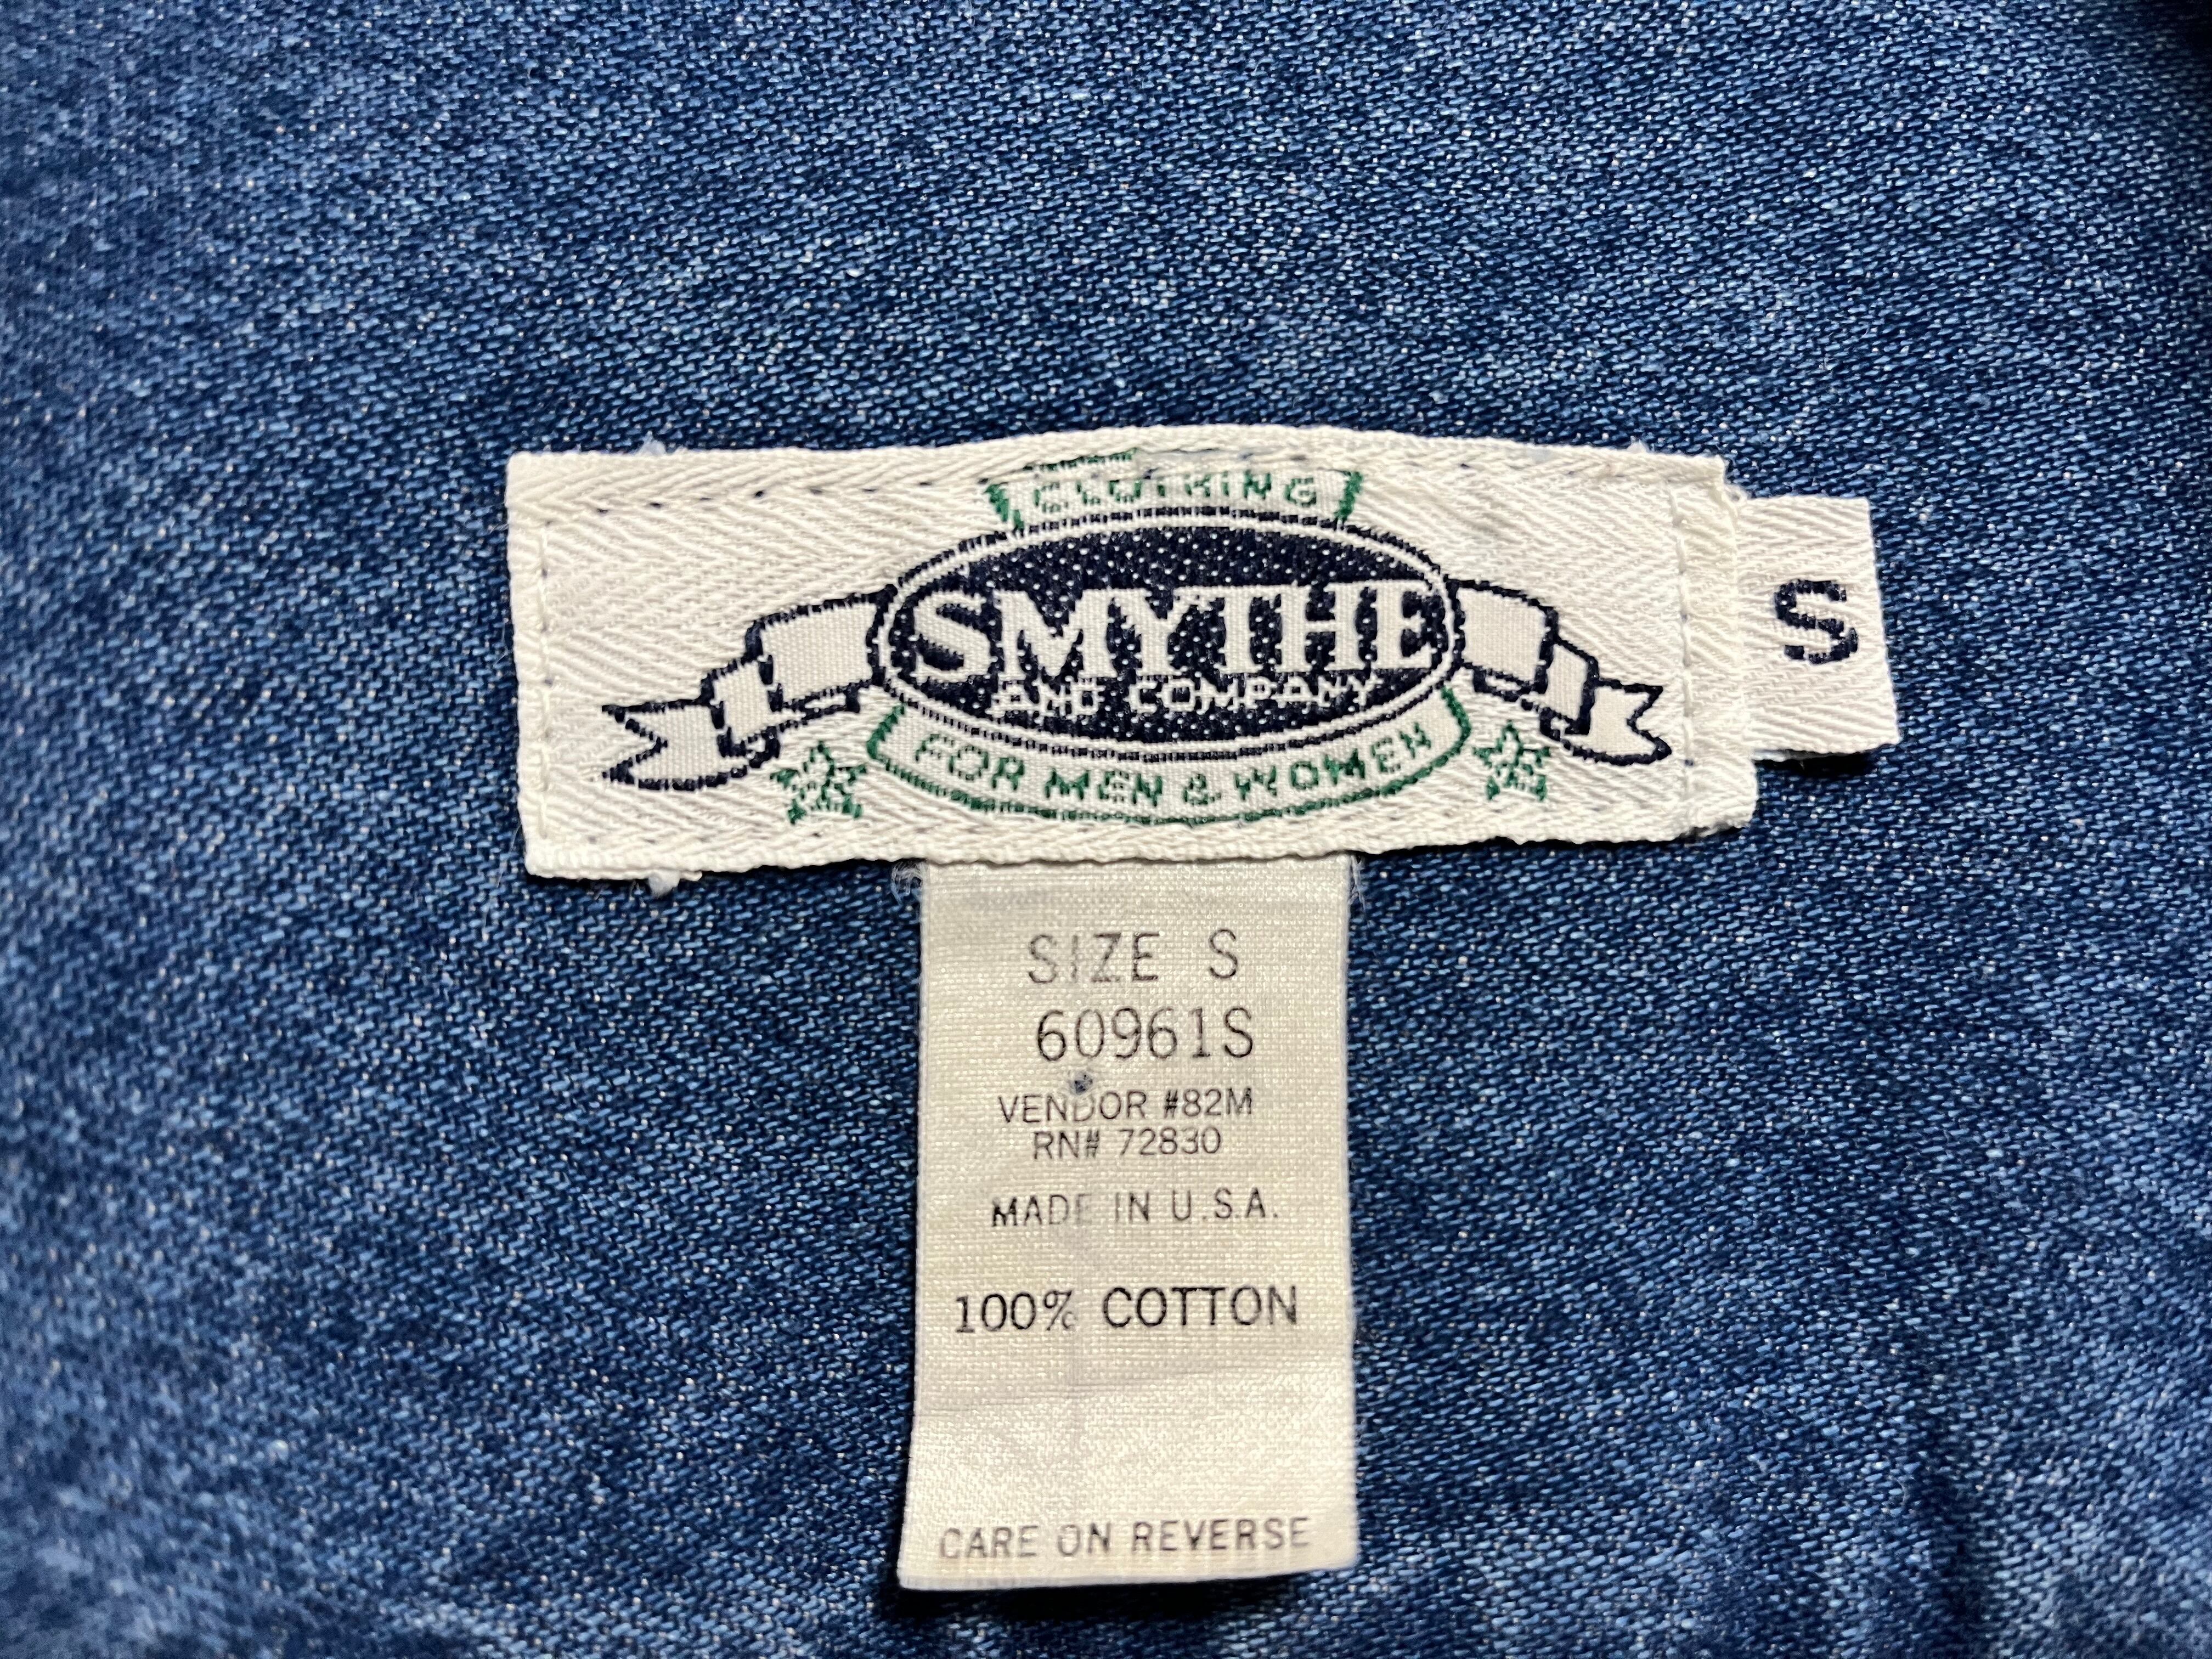 CLOTHING
SMYTHE
AND COMPANY
FOR MEN & WOMEN
S
SIZE S
60961S
VENDOR #82M
RN# 72830
MADE IN U.S.A.
100% COTTON
CARE ON REVERSE